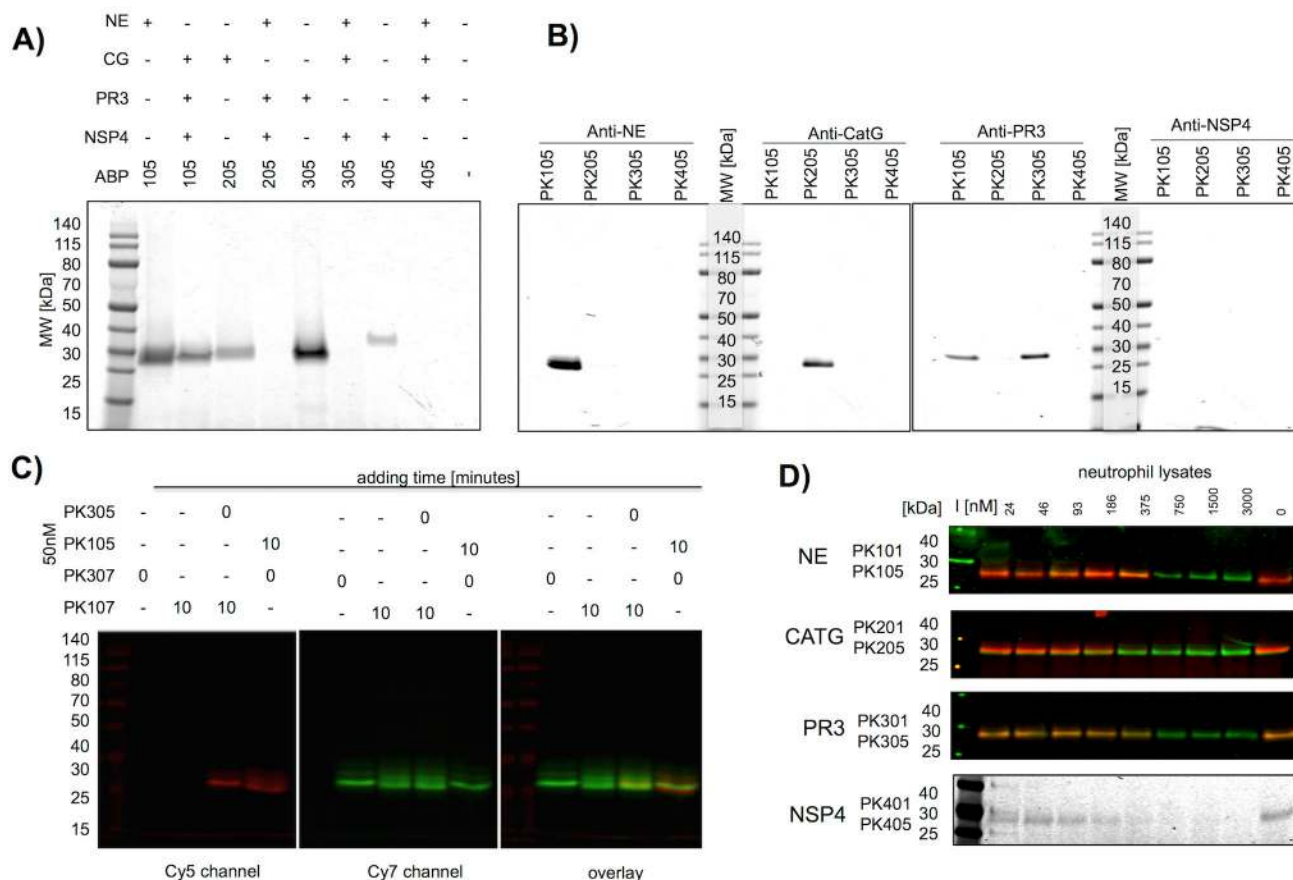 A)
NE + - - + - + - + -
CG - + + - - + - + -
PR3 - + - + + - - + -
NSP4 - + - + - + + - -
ABP 105 105 205 205 305 305 405 405 -
MW [kDa]
140
115
80
70
50
40
30
25
15
B)
Anti-NE Anti-CatG Anti-PR3 Anti-NSP4
PK105 PK205 PK305 PK405 MW [kDa] PK105 PK205 PK305 PK405 PK105 PK205 PK305 PK405 MW [kDa] PK105 PK205 PK305 PK405
140 140
115 115
80 80
70 70
50 50
40 40
30 30
25 25
15 15
C)
adding time [minutes]
50nM
PK305 - - 0 - - - 0 - - - 0 -
PK105 - - - 10 - - - 10 - - - 10
PK307 0 - - 0 0 - - 0 0 - - 0
PK107 - 10 10 - - 10 10 - - 10 10 -
140
115
80
70
50
40
30
25
15
Cy5 channel Cy7 channel overlay
D)
neutrophil lysates
[kDa] I [nM] 24 46 93 186 375 750 1500 3000 0
NE PK101 PK105 40 30 25
CATG PK201 PK205 40 30 25
PR3 PK301 PK305 40 30 25
NSP4 PK401 PK405 40 30 25